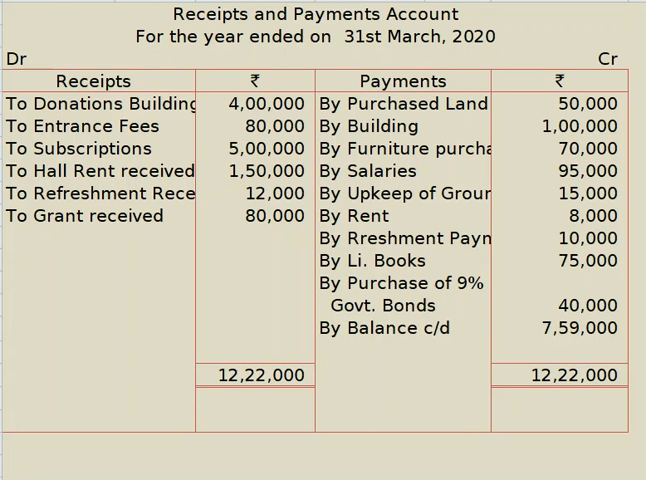 Receipts and Payments Account
For the year ended on 31st March, 2020
Dr Cr
Receipts ₹ Payments ₹
To Donations Building 4,00,000 By Purchased Land 50,000
To Entrance Fees 80,000 By Building 1,00,000
To Subscriptions 5,00,000 By Furniture purcha 70,000
To Hall Rent received 1,50,000 By Salaries 95,000
To Refreshment Rece 12,000 By Upkeep of Groun 15,000
To Grant received 80,000 By Rent 8,000
By Rreshment Payn 10,000
By Li. Books 75,000
By Purchase of 9%
Govt. Bonds 40,000
By Balance c/d 7,59,000
12,22,000 12,22,000